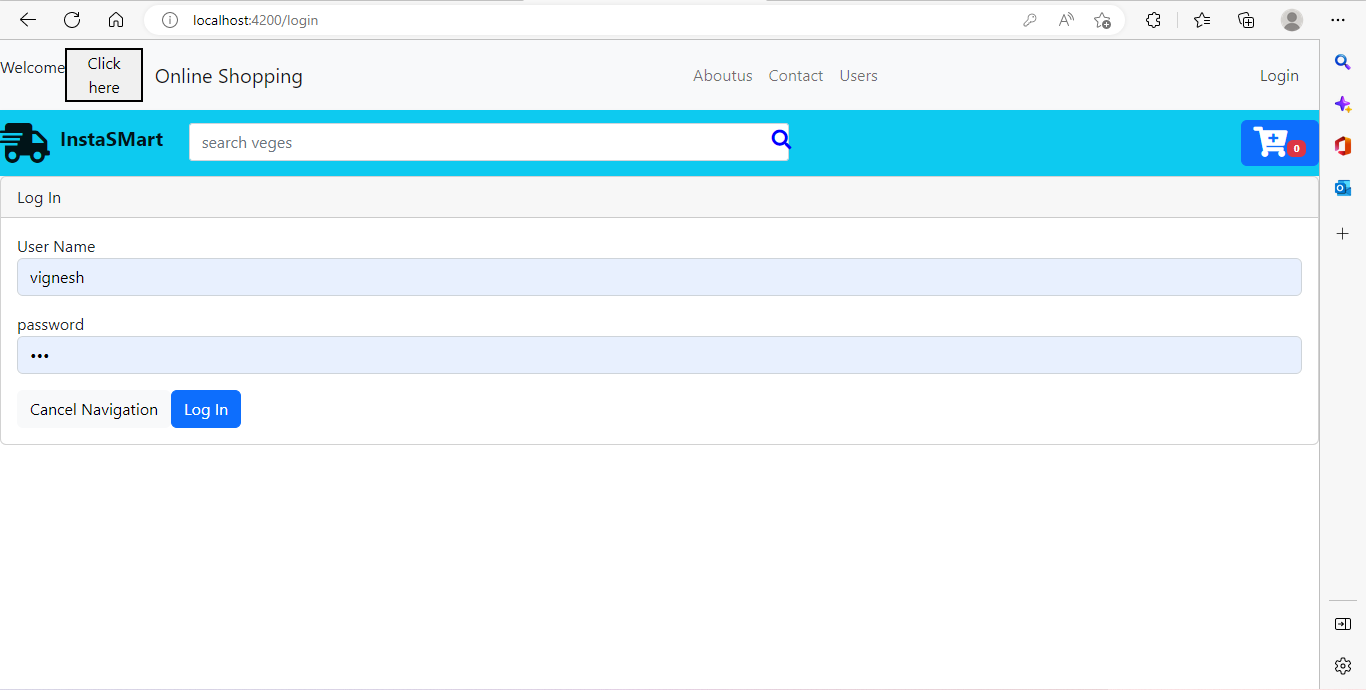 localhost:4200/login
Welcome
Click
here
Online Shopping
Aboutus Contact Users
Login
InstaSMart
search veges
0
Log In
User Name
vignesh
password
•••
Cancel Navigation
Log In